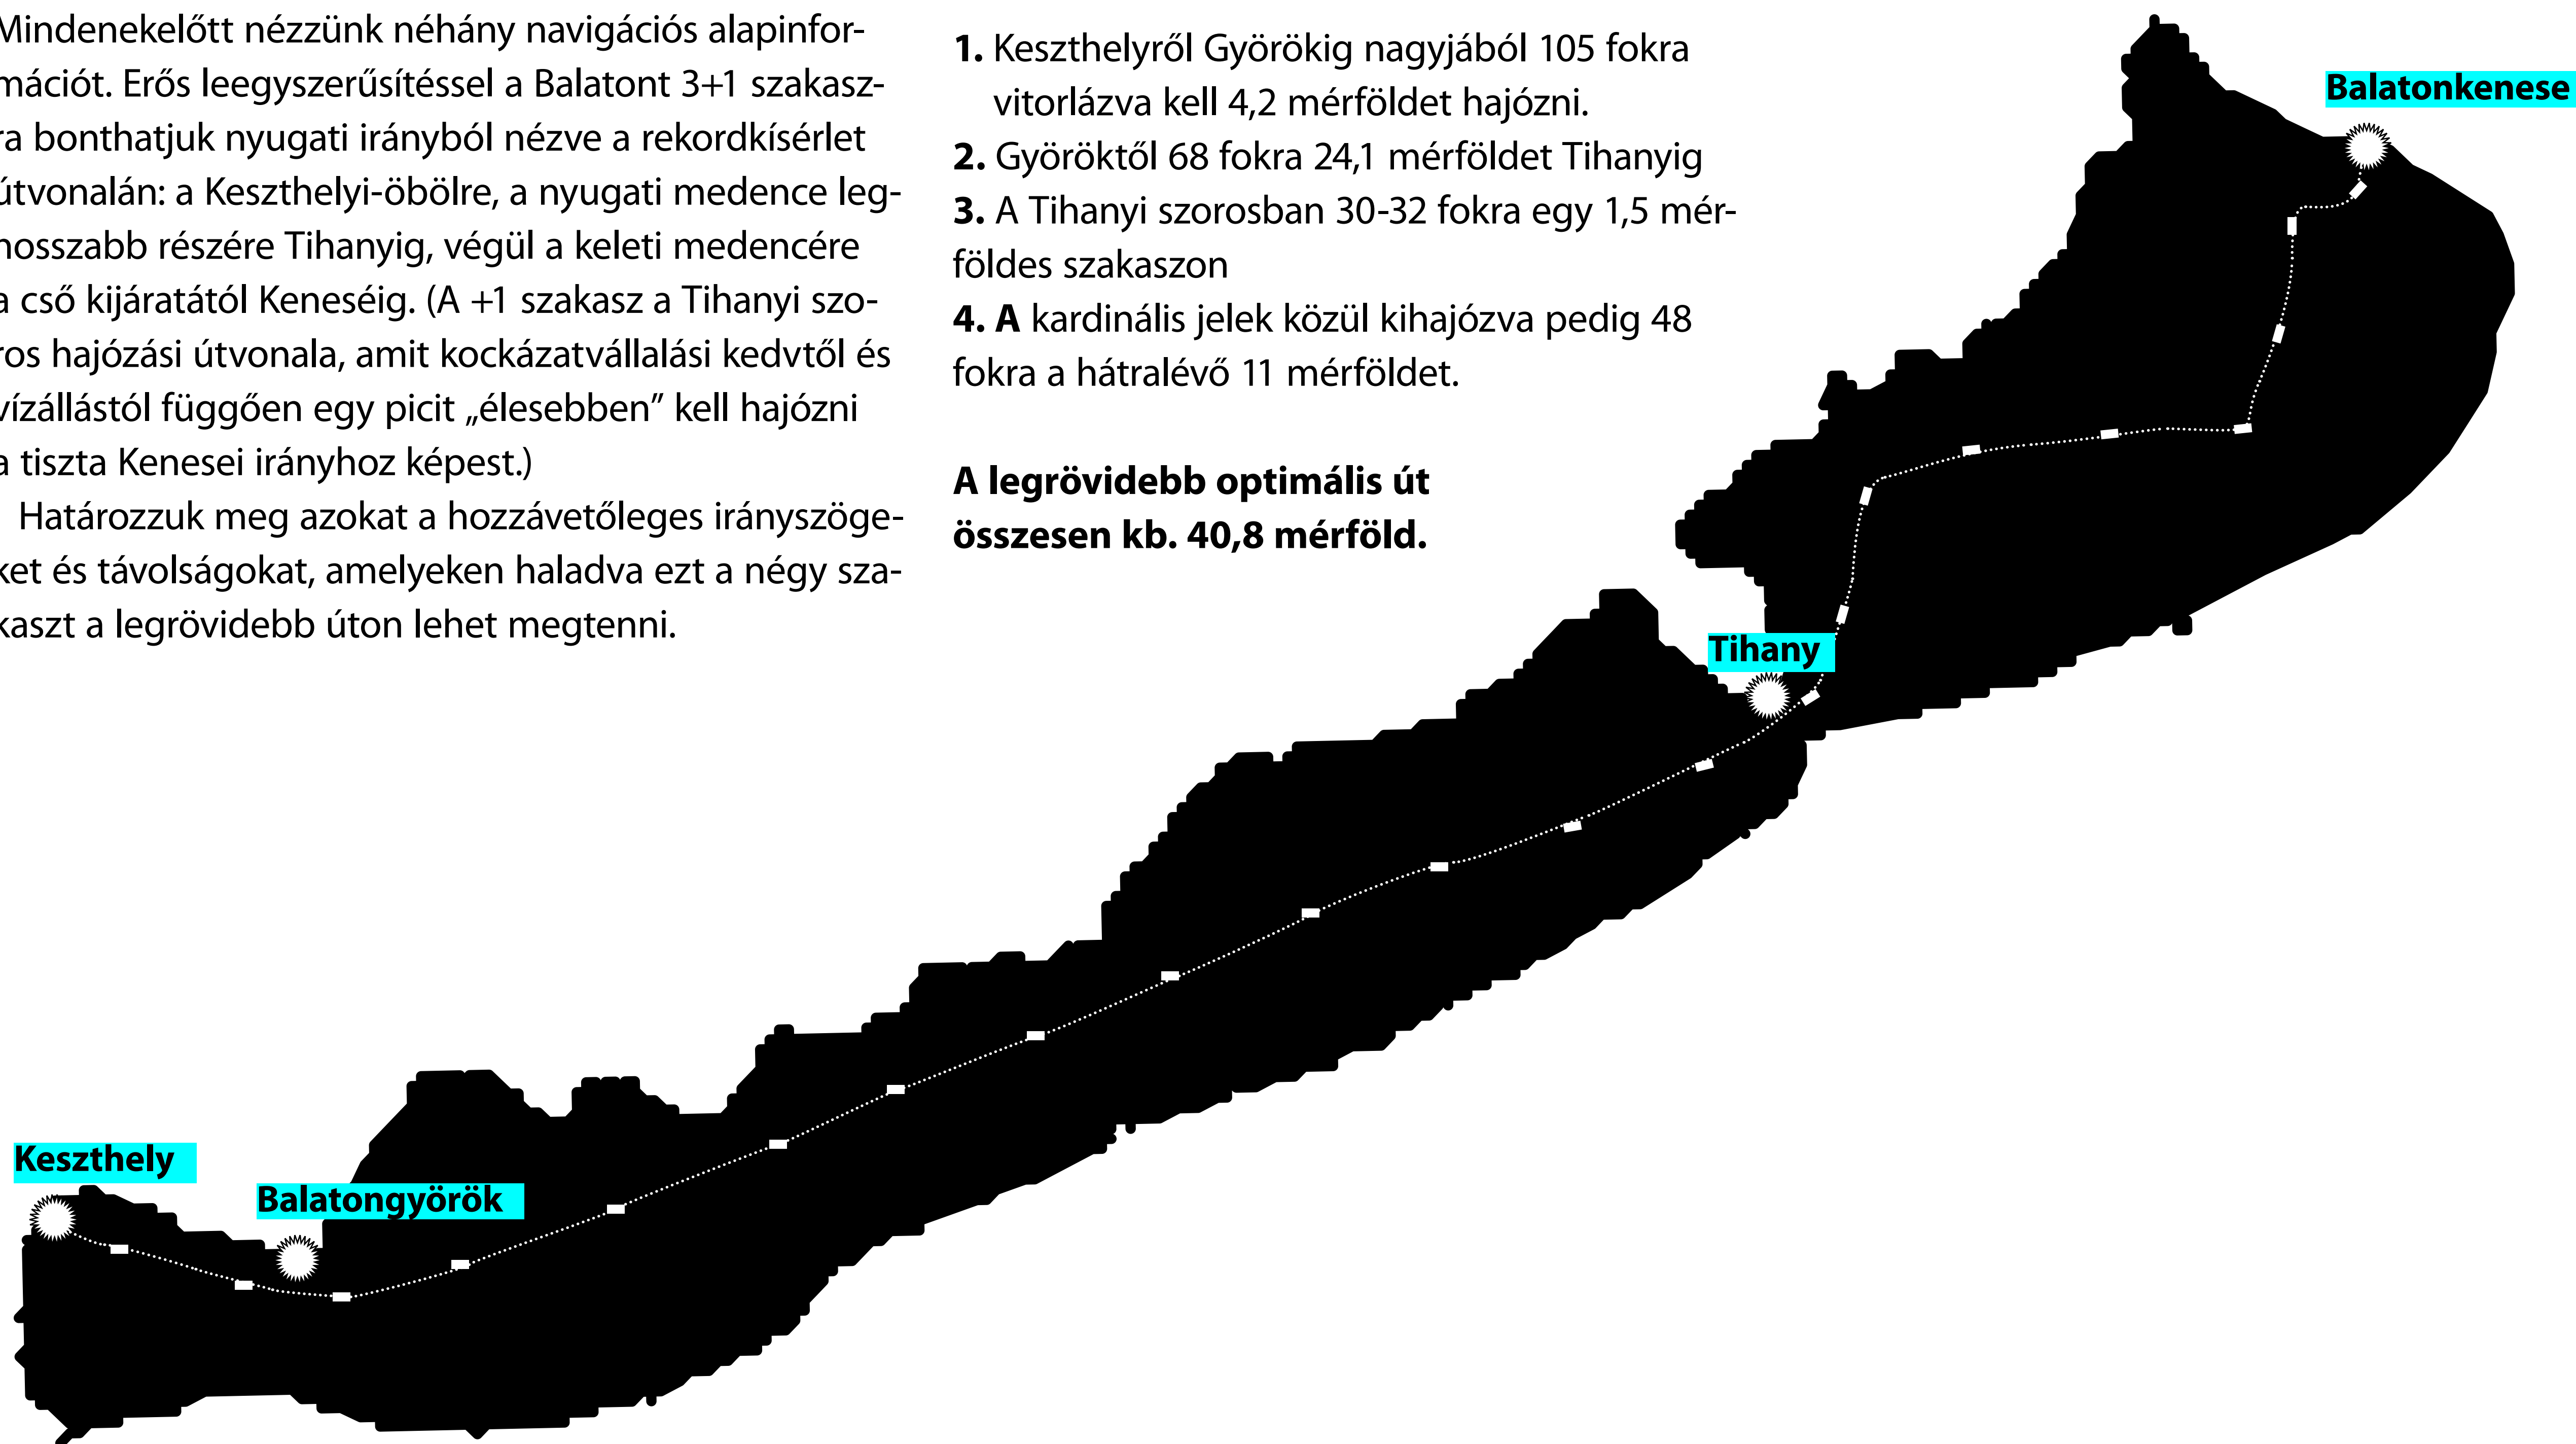 Mindenekelőtt nézzünk néhány navigációs alapinfor-
mációt. Erős leegyszerűsítéssel a Balatont 3+1 szakasz-
ra bonthatjuk nyugati irányból nézve a rekordkísérlet
útvonalán: a Keszthelyi-öbölre, a nyugati medence leg-
hosszabb részére Tihanyig, végül a keleti medencére
a cső kijáratától Keneséig. (A +1 szakasz a Tihanyi szo-
ros hajózási útvonala, amit kockázatvállalási kedvtől és
vízállástól függően egy picit „élesebben” kell hajózni
a tiszta Kenesei irányhoz képest.)
Határozzuk meg azokat a hozzávetőleges irányszöge-
ket és távolságokat, amelyeken haladva ezt a négy sza-
kaszt a legrövidebb úton lehet megtenni.
1. Keszthelyről Györökig nagyjából 105 fokra
vitorlázva kell 4,2 mérföldet hajózni.
2. Györöktől 68 fokra 24,1 mérföldet Tihanyig
3. A Tihanyi szorosban 30-32 fokra egy 1,5 mér-
földes szakaszon
4. A kardinális jelek közül kihajózva pedig 48
fokra a hátralévő 11 mérföldet.
A legrövidebb optimális út
összesen kb. 40,8 mérföld.
Balatonkenese
Tihany
Keszthely
Balatongyörök